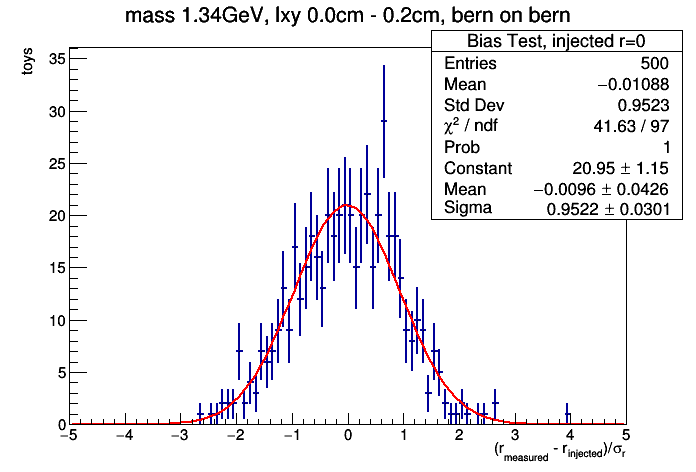 mass 1.34GeV, lxy 0.0cm - 0.2cm, bern on bern
Bias Test, injected r=0
Entries 500
Mean −0.01088
Std Dev 0.9523
χ² / ndf 41.63 / 97
Prob 1
Constant 20.95 ± 1.15
Mean −0.0096 ± 0.0426
Sigma 0.9522 ± 0.0301
toys
35
30
25
20
15
10
5
0
−5 −4 −3 −2 −1 0 1 2 3 4 5
(r_measured - r_injected)/σ_r